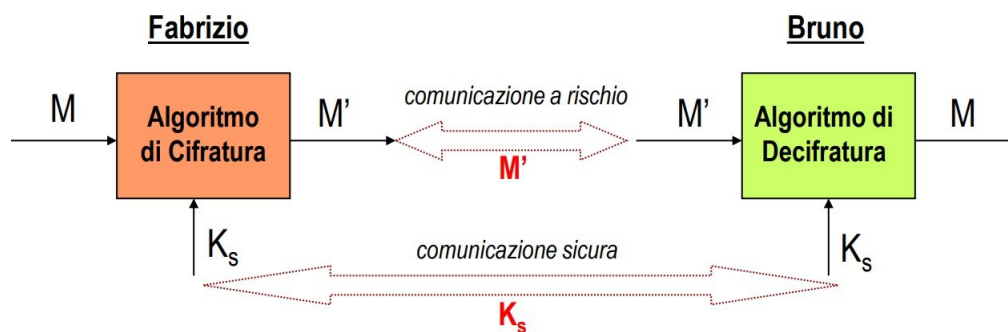 Fabrizio
Bruno
M
Algoritmo
di Cifratura
M’
comunicazione a rischio
M’
M’
Algoritmo di
Decifratura
M
Ks
comunicazione sicura
Ks
Ks